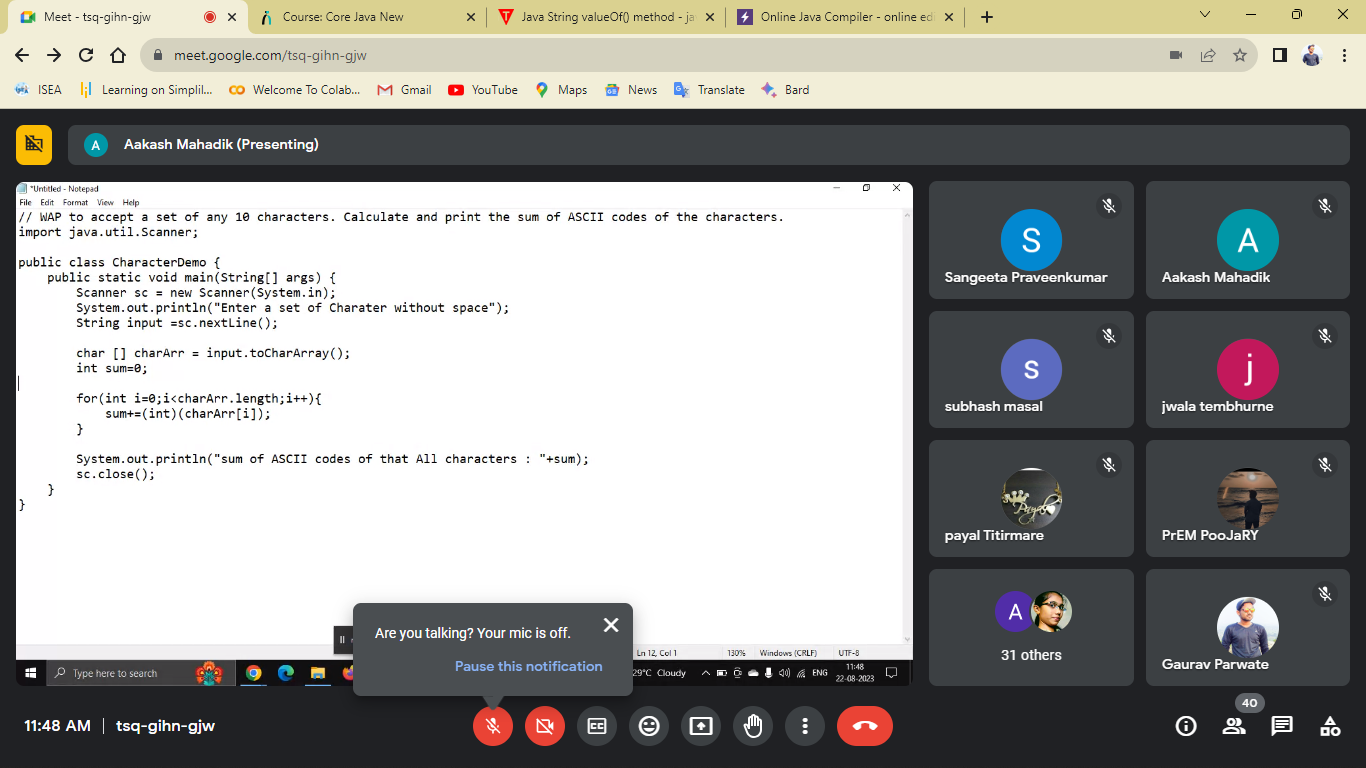 Meet - tsq-gihn-gjw
Course: Core Java New
Java String valueOf() method - ja
Online Java Compiler - online edi
meet.google.com/tsq-gihn-gjw
ISEA
Learning on Simplil...
Welcome To Colab...
Gmail
YouTube
Maps
News
Translate
Bard
A
Aakash Mahadik (Presenting)
*Untitled - Notepad
File Edit Format View Help
// WAP to accept a set of any 10 characters. Calculate and print the sum of ASCII codes of the characters.
import java.util.Scanner;
public class CharacterDemo {
public static void main(String[] args) {
Scanner sc = new Scanner(System.in);
System.out.println("Enter a set of Charater without space");
String input =sc.nextLine();
char [] charArr = input.toCharArray();
int sum=0;
for(int i=0;i<charArr.length;i++){
sum+=(int)(charArr[i]);
}
System.out.println("sum of ASCII codes of that All characters : "+sum);
sc.close();
}
}
Ln 12, Col 1
130%
Windows (CRLF)
UTF-8
Type here to search
29°C Cloudy
ENG
11:48
22-08-2023
Are you talking? Your mic is off.
Pause this notification
S
Sangeeta Praveenkumar
A
Aakash Mahadik
s
subhash masal
j
jwala tembhurne
Payal
payal Titirmare
PrEM PooJaRY
A
31 others
Gaurav Parwate
11:48 AM | tsq-gihn-gjw
CC
40